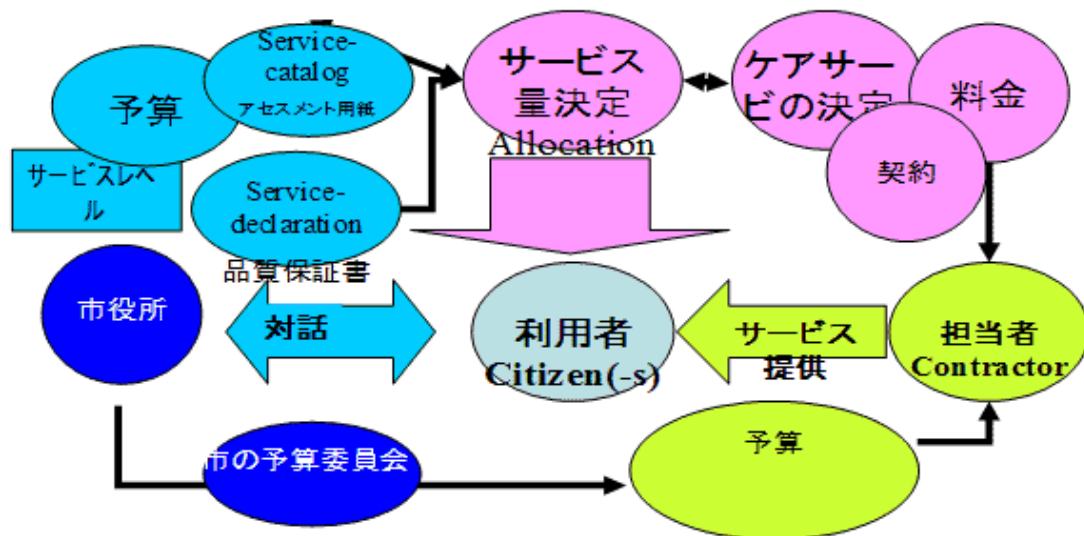 予算
Service-
catalog
アセスメント用紙
サービスレベ
ル
Service-
declaration
品質保証書
サービス
量決定
Allocation
ケアサー
ビの決定
料金
契約
市役所
対話
利用者
Citizen(-s)
サービス
提供
担当者
Contractor
市の予算委員会
予算